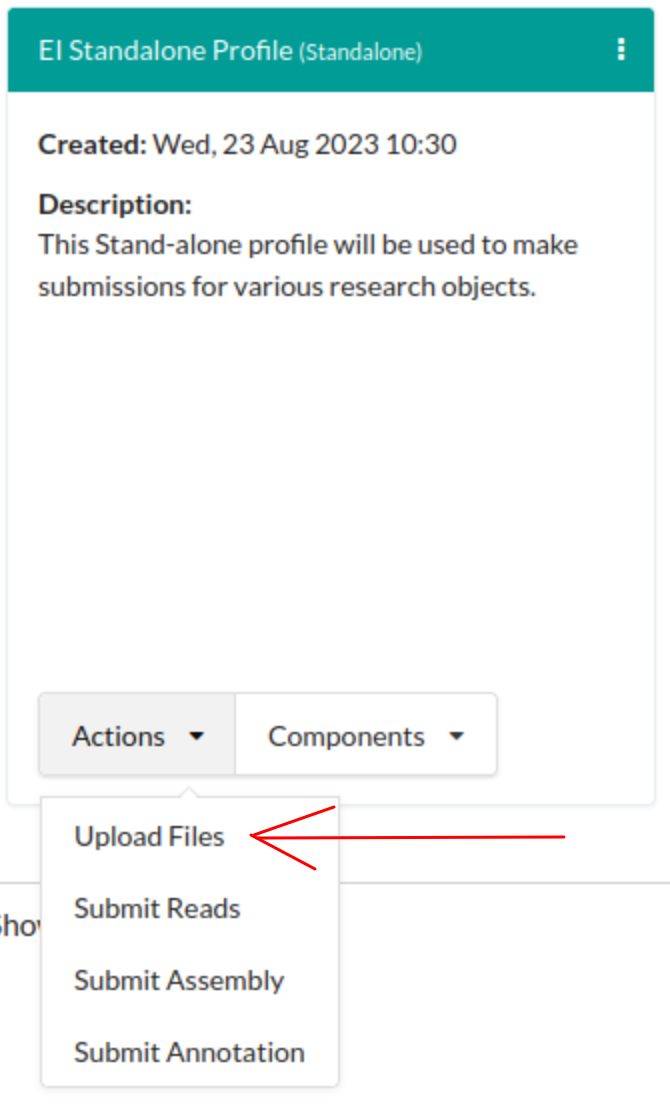 EI Standalone Profile (Standalone)
Created: Wed, 23 Aug 2023 10:30
Description:
This Stand-alone profile will be used to make
submissions for various research objects.
Actions
Components
Upload Files
Submit Reads
Submit Assembly
Submit Annotation